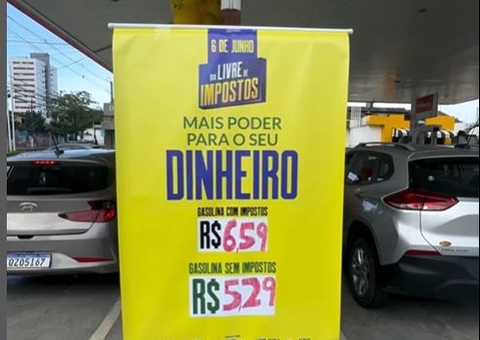 6 DE JUNHO
DIA LIVRE DE
IMPOSTOS
MAIS PODER
PARA O SEU
DINHEIRO
GASOLINA COM IMPOSTOS
R$6,59
GASOLINA SEM IMPOSTOS
R$5,29